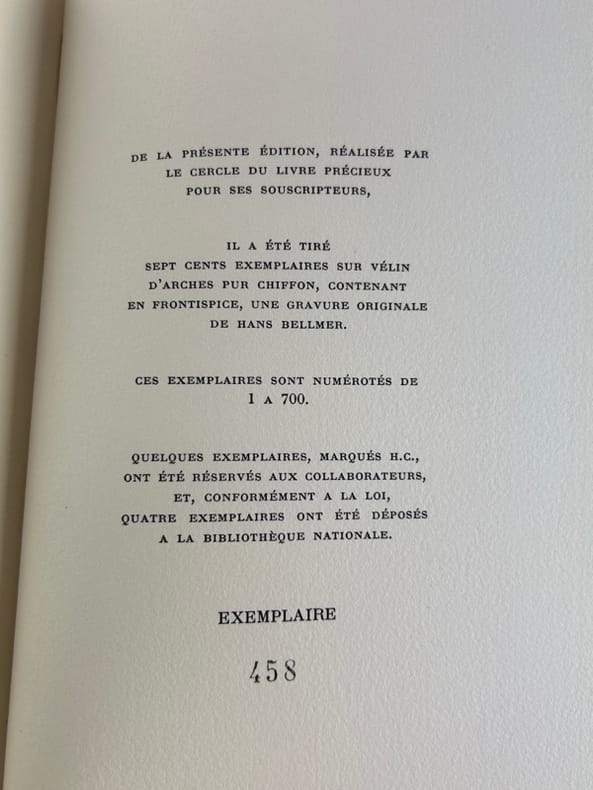 DE LA PRÉSENTE ÉDITION, RÉALISÉE PAR
LE CERCLE DU LIVRE PRÉCIEUX
POUR SES SOUSCRIPTEURS,
IL A ÉTÉ TIRÉ
SEPT CENTS EXEMPLAIRES SUR VÉLIN
D'ARCHES PUR CHIFFON, CONTENANT
EN FRONTISPICE, UNE GRAVURE ORIGINALE
DE HANS BELLMER.
CES EXEMPLAIRES SONT NUMÉROTÉS DE
1 A 700.
QUELQUES EXEMPLAIRES, MARQUÉS H.C.,
ONT ÉTÉ RÉSERVÉS AUX COLLABORATEURS,
ET, CONFORMÉMENT A LA LOI,
QUATRE EXEMPLAIRES ONT ÉTÉ DÉPOSÉS
A LA BIBLIOTHÈQUE NATIONALE.
EXEMPLAIRE
458